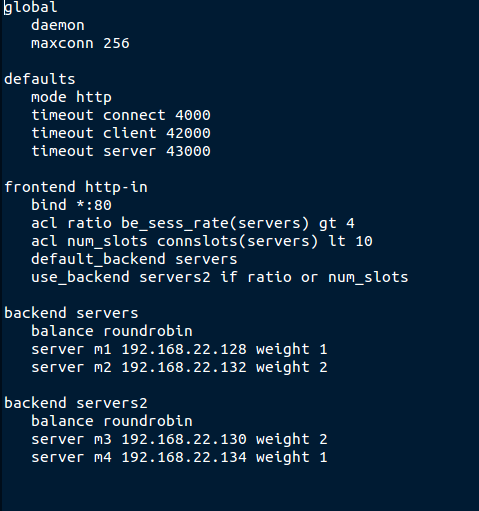 global
daemon
maxconn 256
defaults
mode http
timeout connect 4000
timeout client 42000
timeout server 43000
frontend http-in
bind *:80
acl ratio be_sess_rate(servers) gt 4
acl num_slots connslots(servers) lt 10
default_backend servers
use_backend servers2 if ratio or num_slots
backend servers
balance roundrobin
server m1 192.168.22.128 weight 1
server m2 192.168.22.132 weight 2
backend servers2
balance roundrobin
server m3 192.168.22.130 weight 2
server m4 192.168.22.134 weight 1